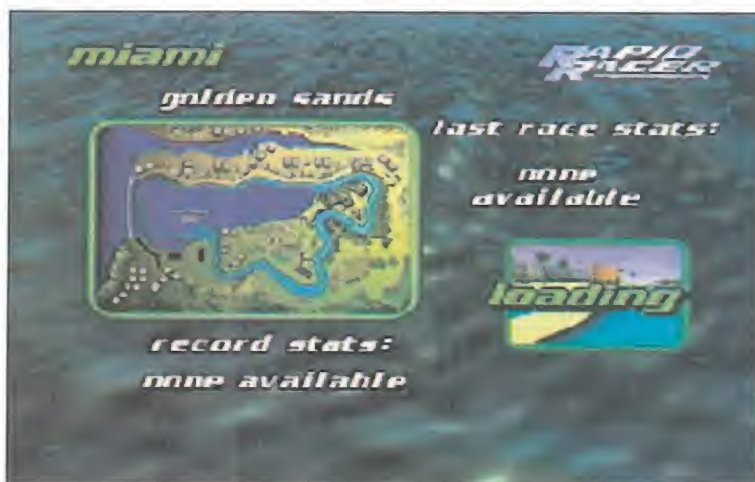 miami
RAPID RACER
golden sands
last race stats:
none
available
loading
record stats:
none available